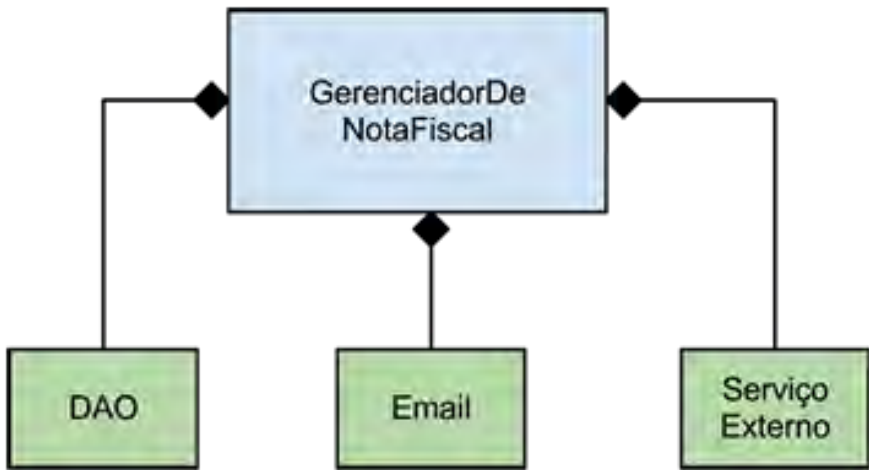 GerenciadorDe
NotaFiscal
DAO
Email
Serviço
Externo